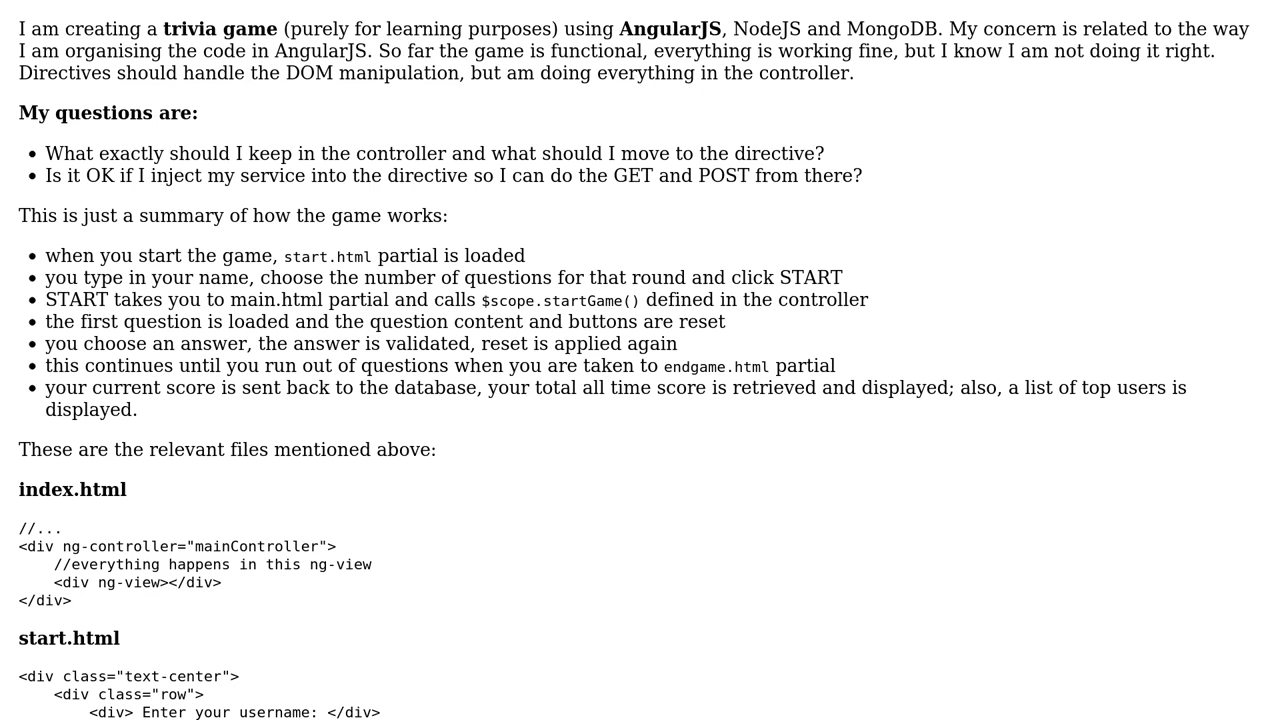 I am creating a trivia game (purely for learning purposes) using AngularJS, NodeJS and MongoDB. My concern is related to the way
I am organising the code in AngularJS. So far the game is functional, everything is working fine, but I know I am not doing it right.
Directives should handle the DOM manipulation, but am doing everything in the controller.
My questions are:
• What exactly should I keep in the controller and what should I move to the directive?
• Is it OK if I inject my service into the directive so I can do the GET and POST from there?
This is just a summary of how the game works:
• when you start the game, start.html partial is loaded
• you type in your name, choose the number of questions for that round and click START
• START takes you to main.html partial and calls $scope.startGame() defined in the controller
• the first question is loaded and the question content and buttons are reset
• you choose an answer, the answer is validated, reset is applied again
• this continues until you run out of questions when you are taken to endgame.html partial
• your current score is sent back to the database, your total all time score is retrieved and displayed; also, a list of top users is
displayed.
These are the relevant files mentioned above:
index.html
//...
<div ng-controller="mainController">
    //everything happens in this ng-view
    <div ng-view></div>
</div>
start.html
<div class="text-center">
    <div class="row">
        <div> Enter your username: </div>